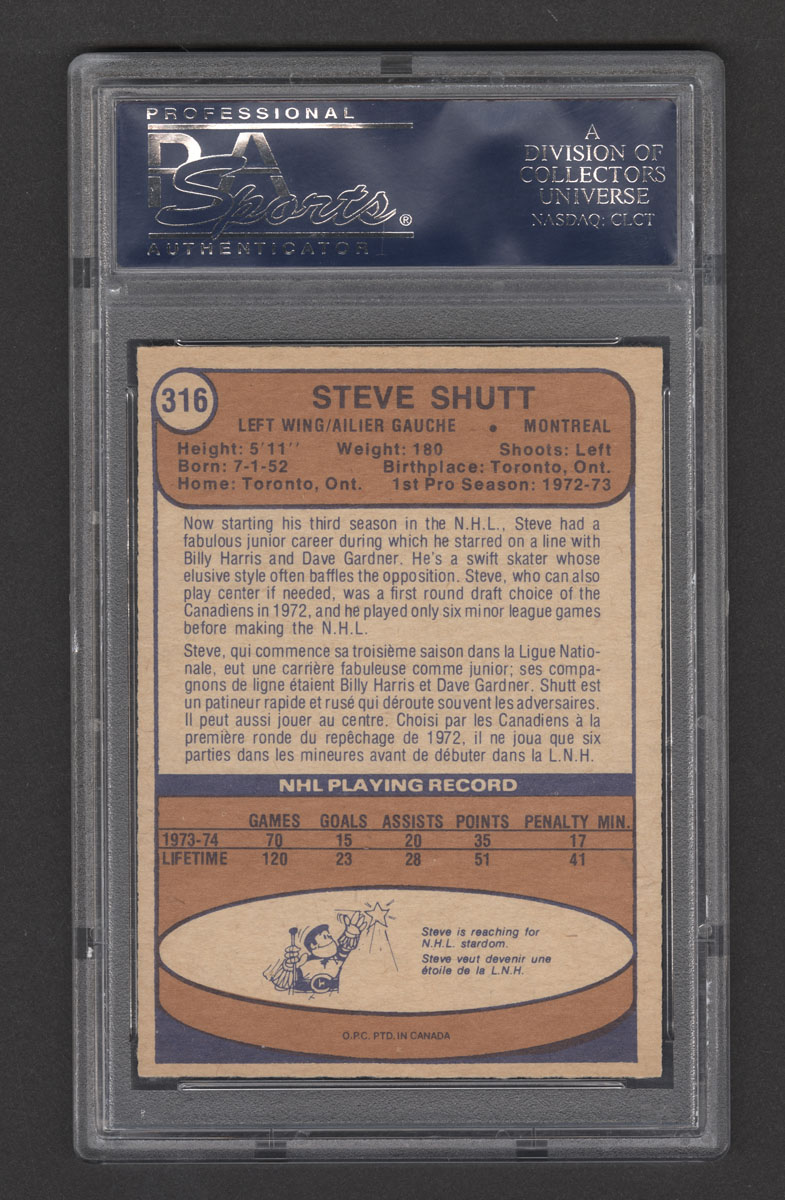 PROFESSIONAL
PSA
Sports®
AUTHENTICATOR
A
DIVISION OF
COLLECTORS
UNIVERSE
NASDAQ: CLCT
316
STEVE SHUTT
LEFT WING/AILIER GAUCHE • MONTREAL
Height: 5'11'' Weight: 180 Shoots: Left
Born: 7-1-52 Birthplace: Toronto, Ont.
Home: Toronto, Ont. 1st Pro Season: 1972-73
Now starting his third season in the N.H.L., Steve had a
fabulous junior career during which he starred on a line with
Billy Harris and Dave Gardner. He's a swift skater whose
elusive style often baffles the opposition. Steve, who can also
play center if needed, was a first round draft choice of the
Canadiens in 1972, and he played only six minor league games
before making the N.H.L.
Steve, qui commence sa troisième saison dans la Ligue Natio-
nale, eut une carrière fabuleuse comme junior; ses compa-
gnons de ligne étaient Billy Harris et Dave Gardner. Shutt est
un patineur rapide et rusé qui déroute souvent les adversaires.
Il peut aussi jouer au centre. Choisi par les Canadiens à la
première ronde du repêchage de 1972, il ne joua que six
parties dans les mineures avant de débuter dans la L.N.H.
NHL PLAYING RECORD
GAMES GOALS ASSISTS POINTS PENALTY MIN.
1973-74 70 15 20 35 17
LIFETIME 120 23 28 51 41
Steve is reaching for
N.H.L. stardom.
Steve veut devenir une
étoile de la L.N.H.
O.P.C. PTD. IN CANADA